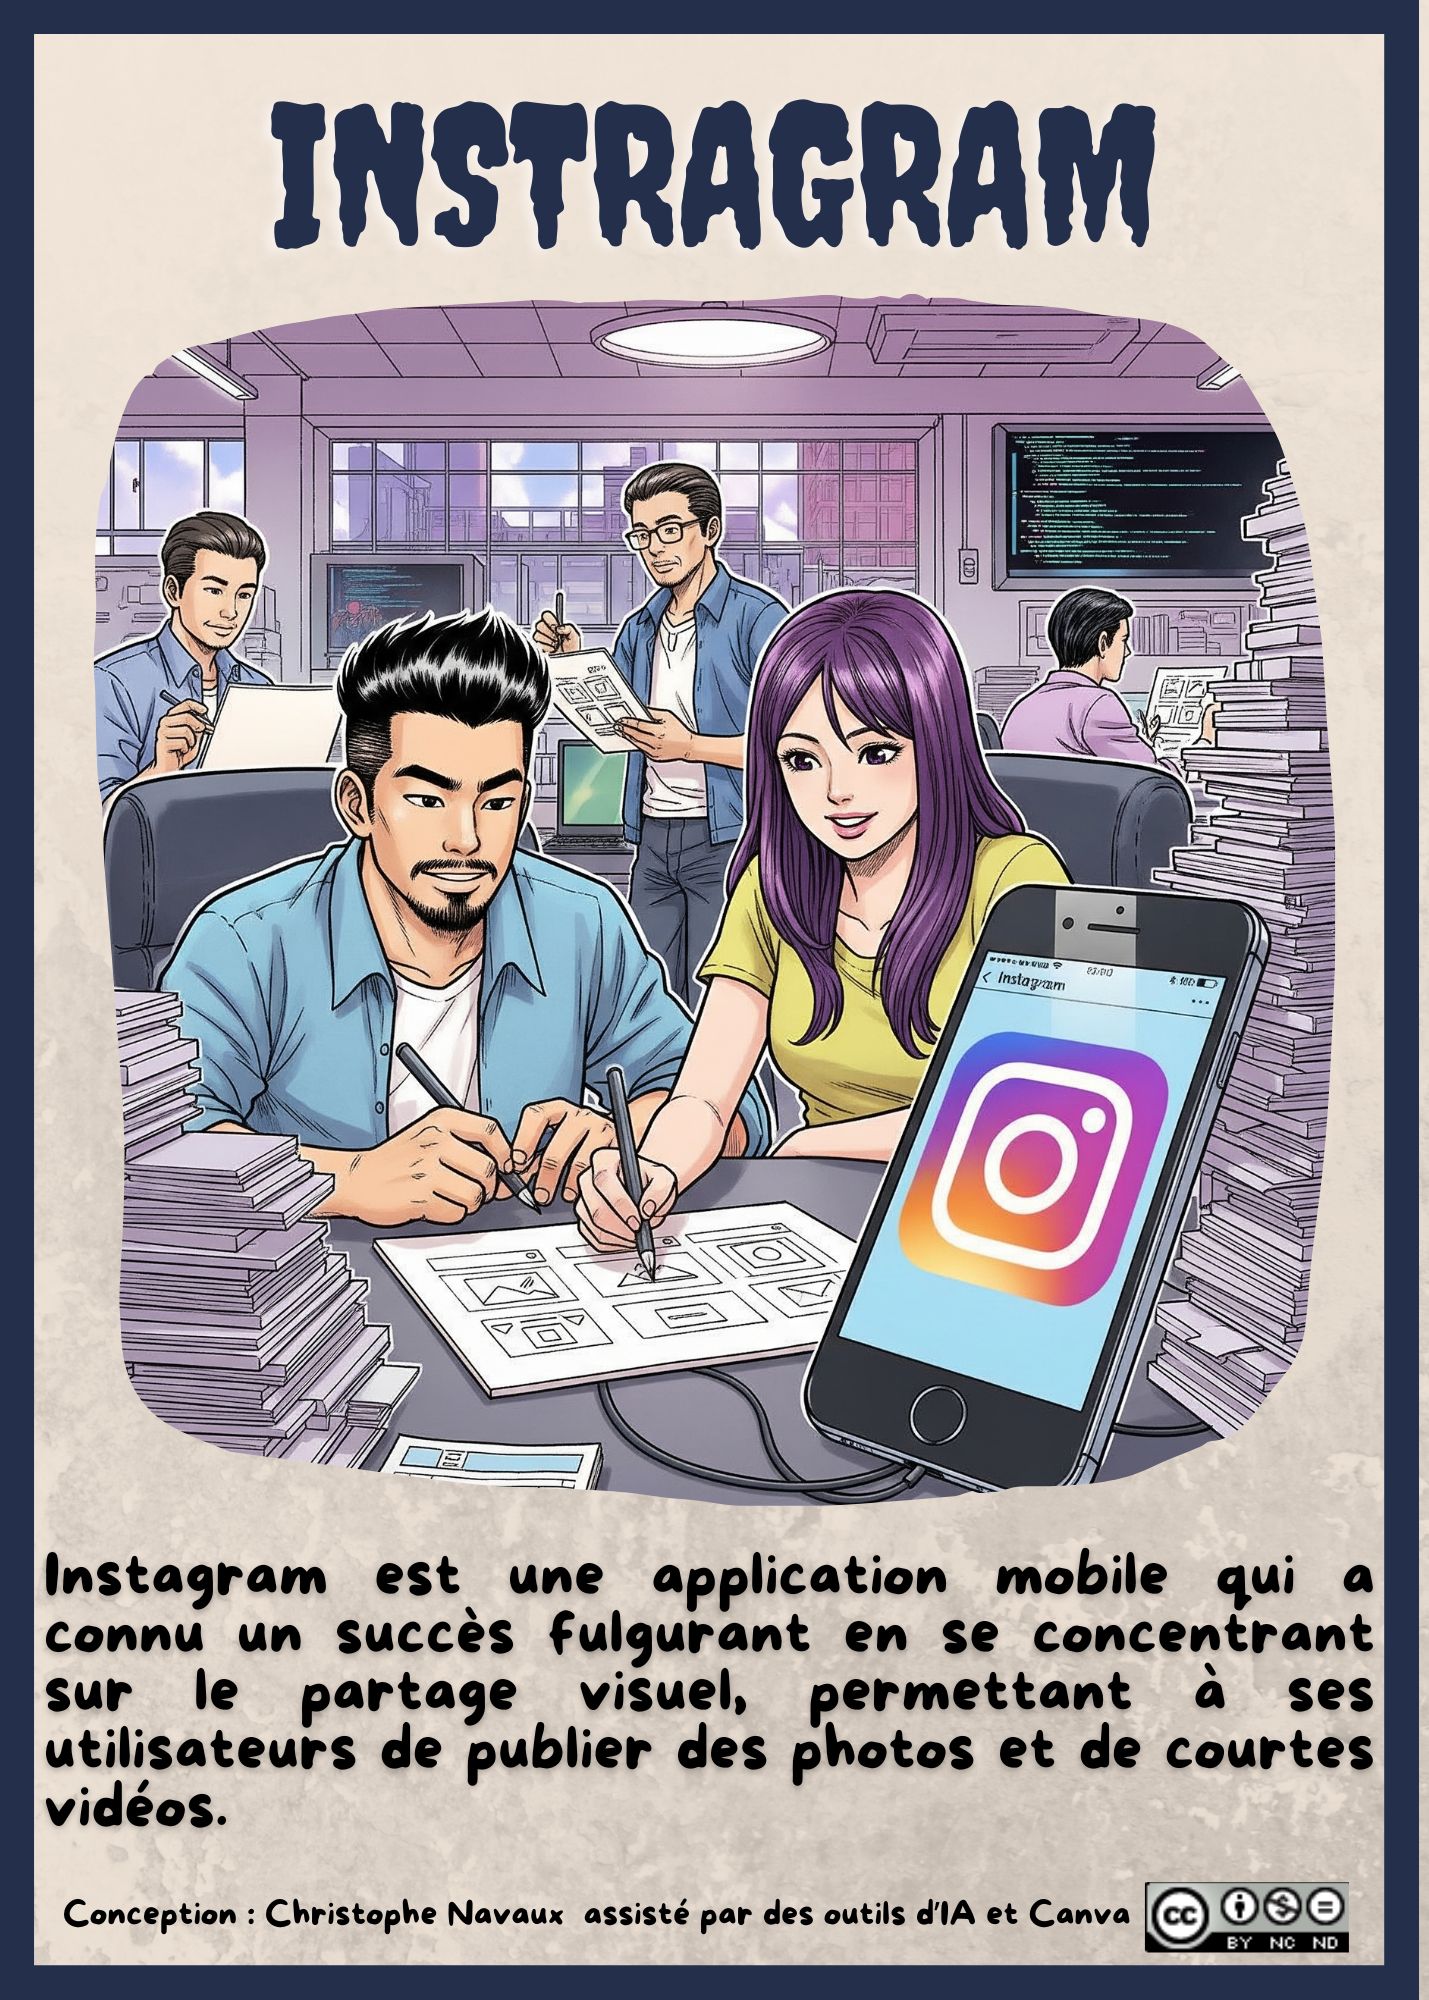 INSTRAGRAM
Instagram
Instagram est une application mobile qui a
connu un succès fulgurant en se concentrant
sur le partage visuel, permettant à ses
utilisateurs de publier des photos et de courtes
vidéos.
Conception : Christophe Navaux assisté par des outils d'IA et Canva
cc
BY NC ND